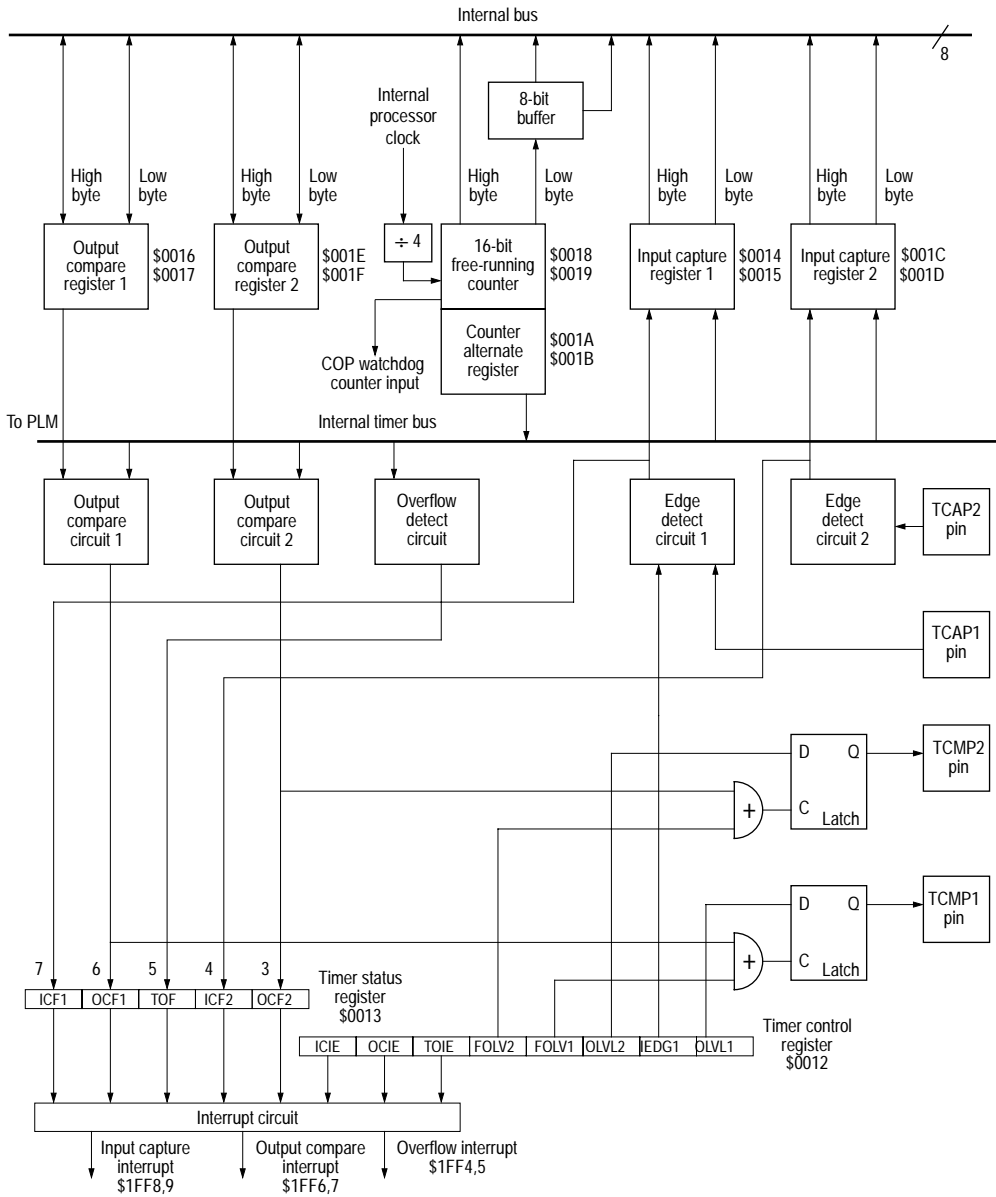 Internal bus
8
Internal
processor
clock
8-bit
buffer
High
byte
Low
byte
High
byte
Low
byte
High
byte
Low
byte
High
byte
Low
byte
High
byte
Low
byte
Output
compare
register 1
$0016
$0017
Output
compare
register 2
$001E
$001F
÷ 4
16-bit
free-running
counter
$0018
$0019
Input capture
register 1
$0014
$0015
Input capture
register 2
$001C
$001D
COP watchdog
counter input
Counter
alternate
register
$001A
$001B
To PLM
Internal timer bus
Output
compare
circuit 1
Output
compare
circuit 2
Overflow
detect
circuit
Edge
detect
circuit 1
Edge
detect
circuit 2
TCAP2
pin
TCAP1
pin
D Q
C
Latch
+
TCMP2
pin
D Q
C
Latch
+
TCMP1
pin
7 6 5 4 3
ICF1 OCF1 TOF ICF2 OCF2
Timer status
register
$0013
ICIE OCIE TOIE FOLV2 FOLV1 OLVL2 IEDG1 OLVL1
Timer control
register
$0012
Interrupt circuit
Input capture
interrupt
$1FF8,9
Output compare
interrupt
$1FF6,7
Overflow interrupt
$1FF4,5